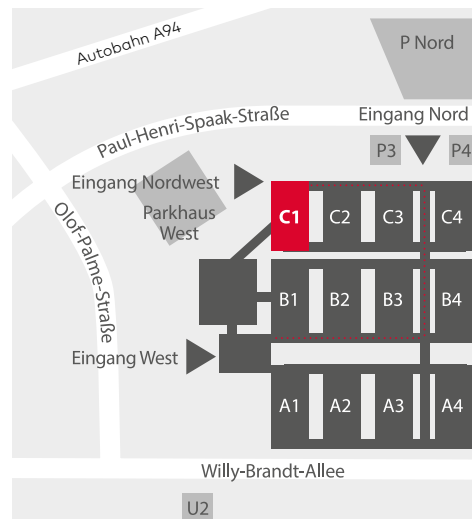 Autobahn A94
P Nord
Paul-Henri-Spaak-Straße
Eingang Nord
P3
P4
Eingang Nordwest
Parkhaus
West
Olof-Palme-Straße
C1
C2
C3
C4
B1
B2
B3
B4
Eingang West
A1
A2
A3
A4
Willy-Brandt-Allee
U2